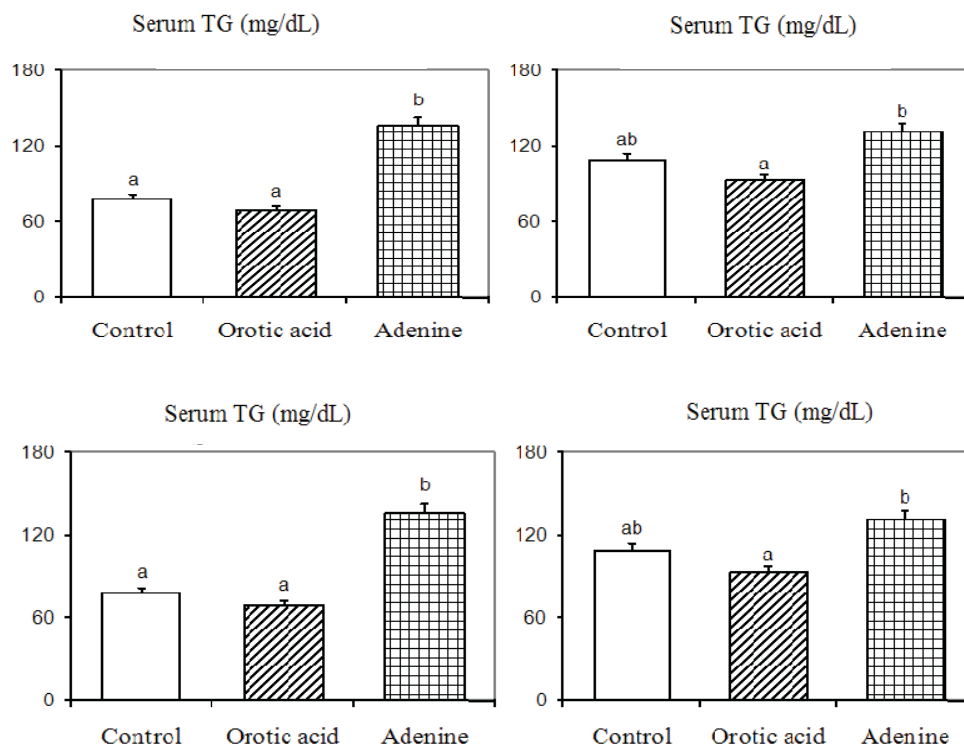 Serum TG (mg/dL)
180
120
60
0
a
a
b
Control Orotic acid Adenine
Serum TG (mg/dL)
180
120
60
0
ab
a
b
Control Orotic acid Adenine
Serum TG (mg/dL)
180
120
60
0
a
a
b
Control Orotic acid Adenine
Serum TG (mg/dL)
180
120
60
0
ab
a
b
Control Orotic acid Adenine